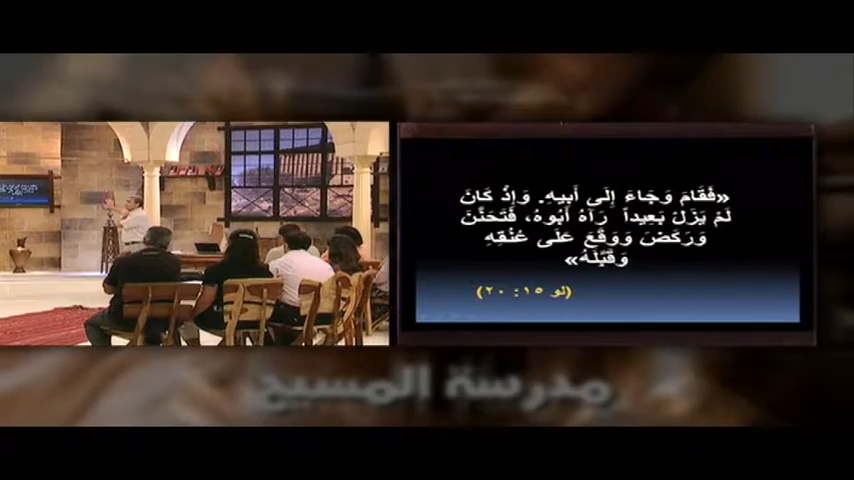 «فَقَامَ وَجَاءَ إِلَى أَبِيهِ. وَإِذْ كَانَ
لَمْ يَزَلْ بَعِيداً رَآهُ أَبُوهُ، فَتَحَنَّنَ
وَرَكَضَ وَوَقَعَ عَلَى عُنُقِهِ
وَقَبَّلَهُ»
(لو ١٥: ٢٠)
مدرسة المسيح